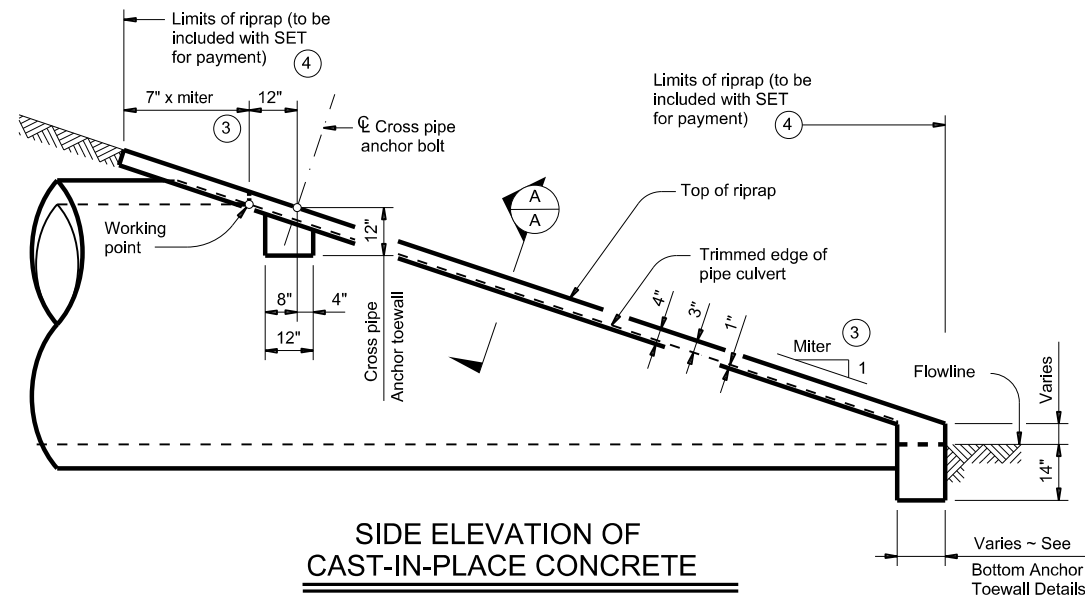 Limits of riprap (to be
included with SET
for payment)
4
7" x miter
12"
3
℄ Cross pipe
anchor bolt
Limits of riprap (to be
included with SET
for payment)
4
A
A
Top of riprap
Working
point
12"
Trimmed edge of
pipe culvert
8"
4"
12"
Cross pipe
Anchor toewall
4"
3"
1"
Miter
3
1
Flowline
Varies
14"
SIDE ELEVATION OF
CAST-IN-PLACE CONCRETE
Varies ~ See
Bottom Anchor
Toewall Details